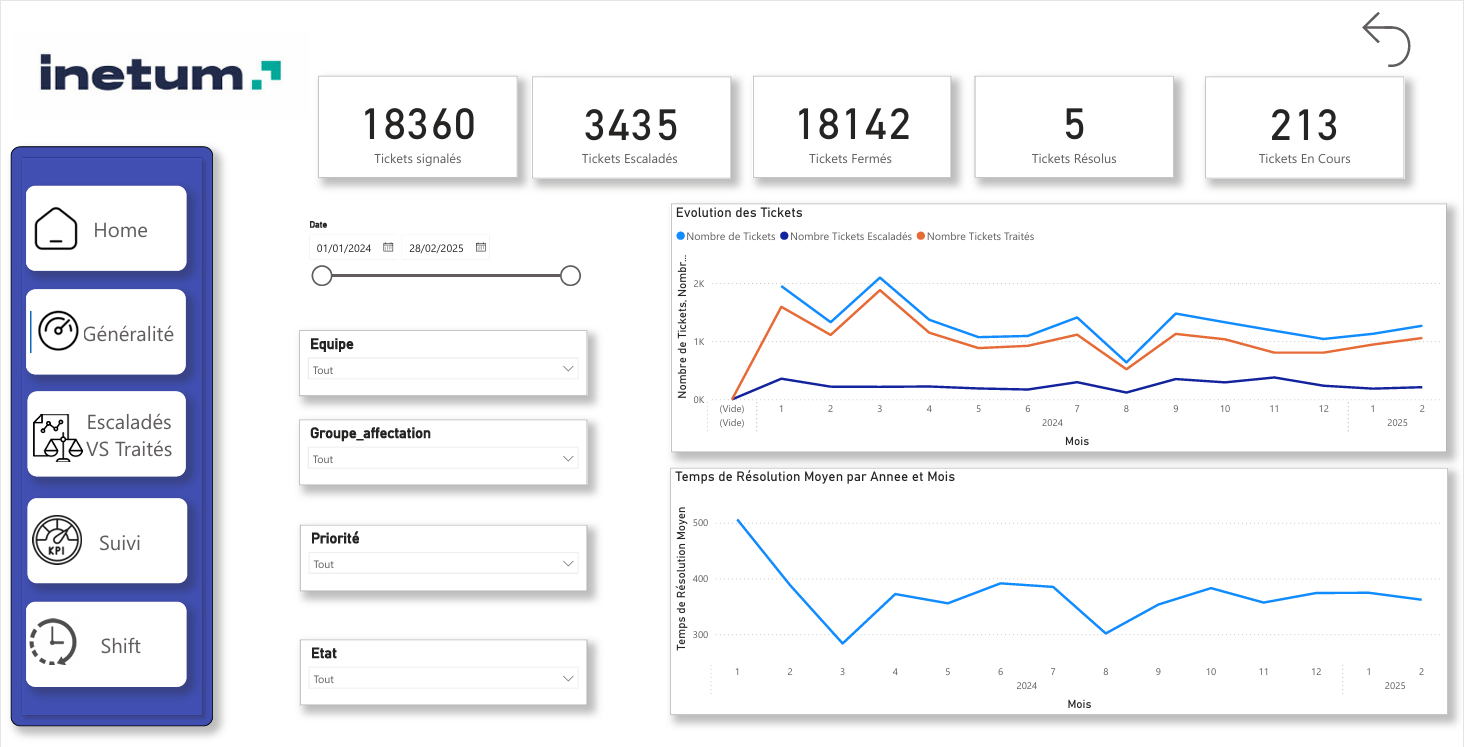 inetum
18360
Tickets signalés
3435
Tickets Escaladés
18142
Tickets Fermés
5
Tickets Résolus
213
Tickets En Cours
Home
Généralité
Escaladés
VS Traités
KPI
Suivi
Shift
Date
01/01/2024 28/02/2025
Equipe
Tout
Groupe_affectation
Tout
Priorité
Tout
Etat
Tout
Evolution des Tickets
Nombre de Tickets Nombre Tickets Escaladés Nombre Tickets Traités
Nombre de Tickets, Nombr...
2K
1K
0K
(Vide) 1 2 3 4 5 6 7 8 9 10 11 12 1 2
(Vide) 2024 2025
Mois
Temps de Résolution Moyen par Annee et Mois
Temps de Résolution Moyen
500
400
300
1 2 3 4 5 6 7 8 9 10 11 12 1 2
2024 2025
Mois